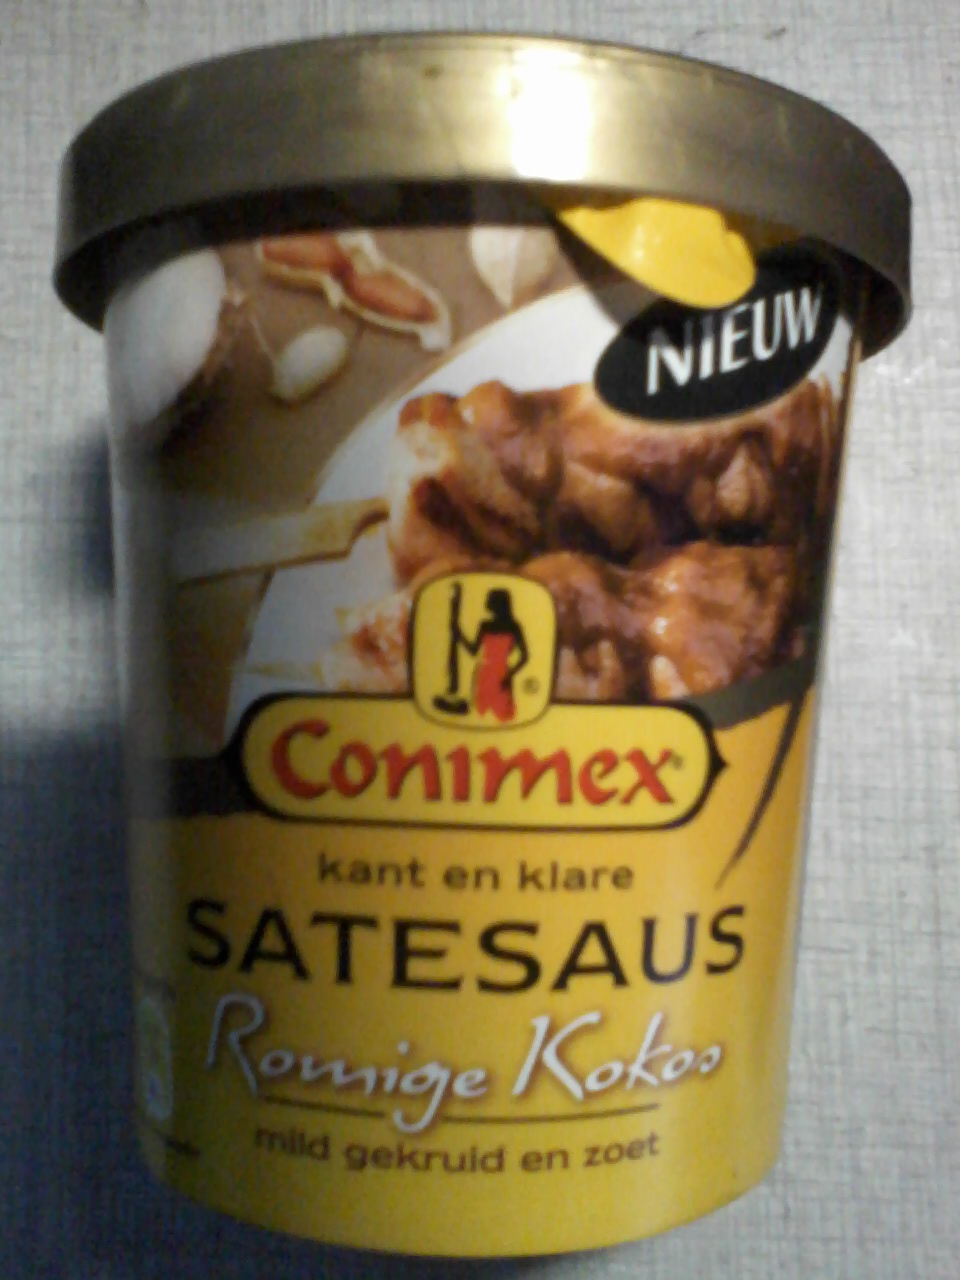 NIEUW
Conimex
kant en klare
SATESAUS
Romige Kokos
mild gekruid en zoet